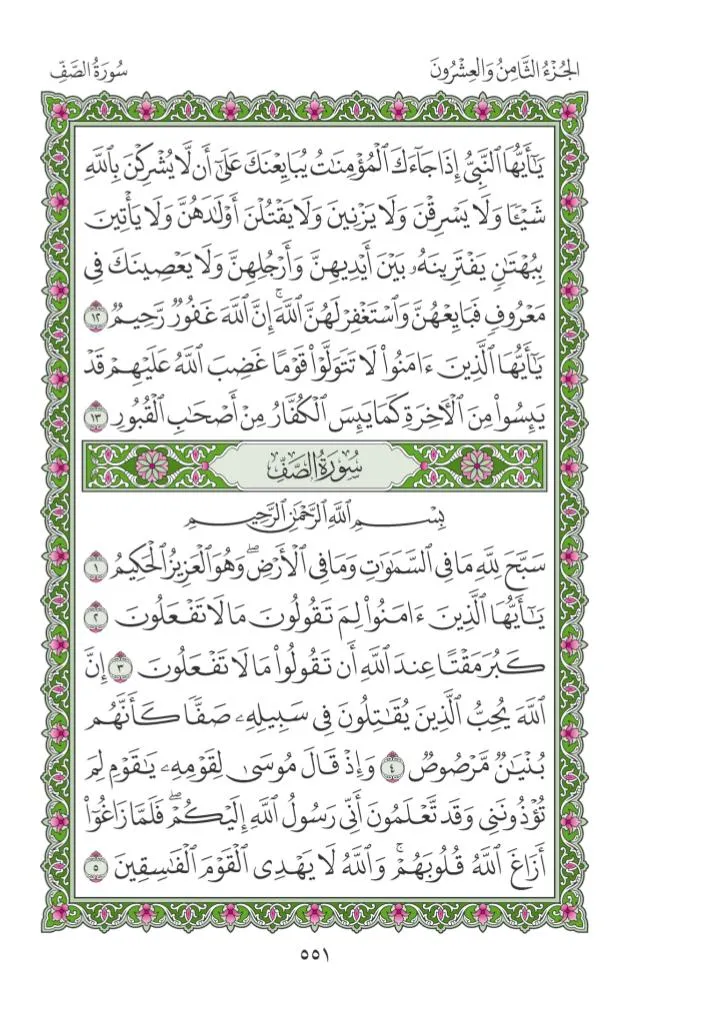 الجُزْءُ الثَّامِنُ وَالعِشْرُونَ
سُورَةُ الصَّفِّ
يَٰٓأَيُّهَا ٱلنَّبِيُّ إِذَا جَآءَكَ ٱلْمُؤْمِنَٰتُ يُبَايِعْنَكَ عَلَىٰٓ أَن لَّا يُشْرِكْنَ بِٱللَّهِ
شَيْـًٔا وَلَا يَسْرِقْنَ وَلَا يَزْنِينَ وَلَا يَقْتُلْنَ أَوْلَٰدَهُنَّ وَلَا يَأْتِينَ
بِبُهْتَٰنٍ يَفْتَرِينَهُۥ بَيْنَ أَيْدِيهِنَّ وَأَرْجُلِهِنَّ وَلَا يَعْصِينَكَ فِى
مَعْرُوفٍ فَبَايِعْهُنَّ وَٱسْتَغْفِرْ لَهُنَّ ٱللَّهَ ۚ إِنَّ ٱللَّهَ غَفُورٌ رَّحِيمٌ ١٢
يَٰٓأَيُّهَا ٱلَّذِينَ ءَامَنُوا۟ لَا تَتَوَلَّوْا۟ قَوْمًا غَضِبَ ٱللَّهُ عَلَيْهِمْ قَدْ
يَئِسُوا۟ مِنَ ٱلْءَاخِرَةِ كَمَا يَئِسَ ٱلْكُفَّارُ مِنْ أَصْحَٰبِ ٱلْقُبُورِ ١٣
سُورَةُ الصَّفِّ
بِسْمِ ٱللَّهِ ٱلرَّحْمَٰنِ ٱلرَّحِيمِ
سَبَّحَ لِلَّهِ مَا فِى ٱلسَّمَٰوَٰتِ وَمَا فِى ٱلْأَرْضِ ۖ وَهُوَ ٱلْعَزِيزُ ٱلْحَكِيمُ ١
يَٰٓأَيُّهَا ٱلَّذِينَ ءَامَنُوا۟ لِمَ تَقُولُونَ مَا لَا تَفْعَلُونَ ٢
كَبُرَ مَقْتًا عِندَ ٱللَّهِ أَن تَقُولُوا۟ مَا لَا تَفْعَلُونَ ٣ إِنَّ
ٱللَّهَ يُحِبُّ ٱلَّذِينَ يُقَٰتِلُونَ فِى سَبِيلِهِۦ صَفًّا كَأَنَّهُم
بُنْيَٰنٌ مَّرْصُوصٌ ٤ وَإِذْ قَالَ مُوسَىٰ لِقَوْمِهِۦ يَٰقَوْمِ لِمَ
تُؤْذُونَنِى وَقَد تَّعْلَمُونَ أَنِّى رَسُولُ ٱللَّهِ إِلَيْكُمْ ۖ فَلَمَّا زَاغُوٓا۟
أَزَاغَ ٱللَّهُ قُلُوبَهُمْ ۚ وَٱللَّهُ لَا يَهْدِى ٱلْقَوْمَ ٱلْفَٰسِقِينَ ٥
٥٥١